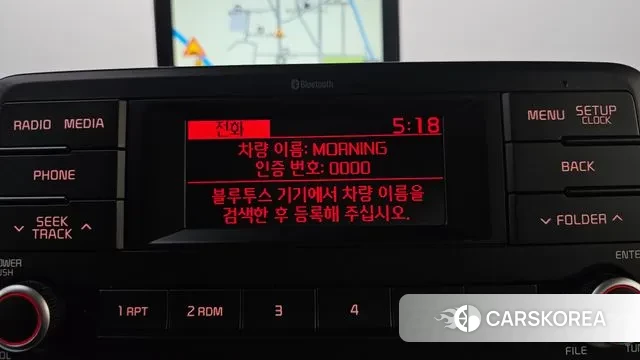 Bluetooth
RADIO MEDIA
전화 5:18
MENU SETUP
CLOCK
차량 이름: MORNING
인증 번호: 0000
PHONE
BACK
블루투스 기기에서 차량 이름을
검색한 후 등록해 주십시오.
SEEK
TRACK
FOLDER
1 RPT 2 RDM 3 4
CARSKOREA
FILE